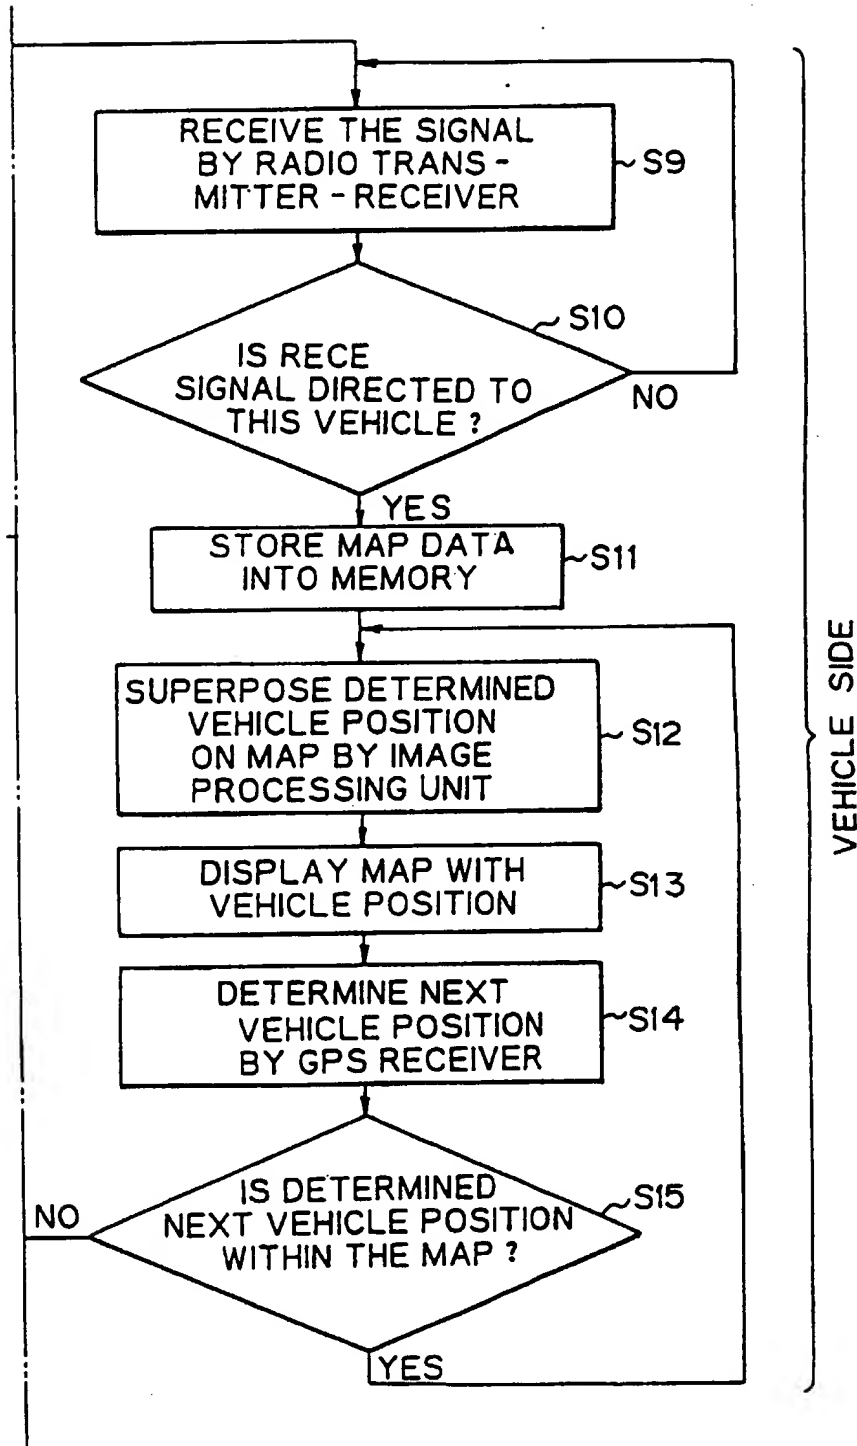 RECEIVE THE SIGNAL
BY RADIO TRANS -
MITTER - RECEIVER
S9
S10
IS RECE
SIGNAL DIRECTED TO
THIS VEHICLE ?
NO
YES
STORE MAP DATA
INTO MEMORY
S11
SUPERPOSE DETERMINED
VEHICLE POSITION
ON MAP BY IMAGE
PROCESSING UNIT
S12
DISPLAY MAP WITH
VEHICLE POSITION
S13
DETERMINE NEXT
VEHICLE POSITION
BY GPS RECEIVER
S14
IS DETERMINED
NEXT VEHICLE POSITION
WITHIN THE MAP ?
S15
NO
YES
VEHICLE SIDE